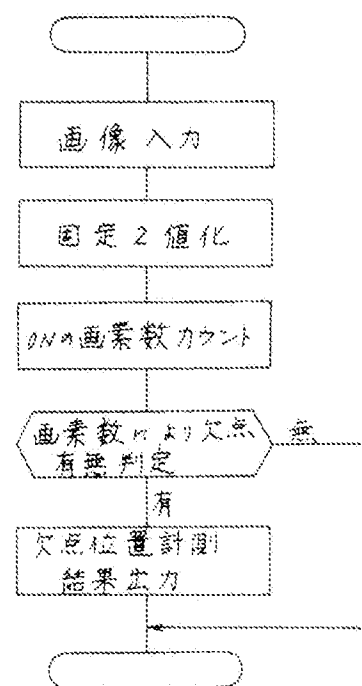 画像入力
固定2値化
ONの画素数カウント
画素数により欠点
有無判定
無
有
欠点位置計測
結果出力